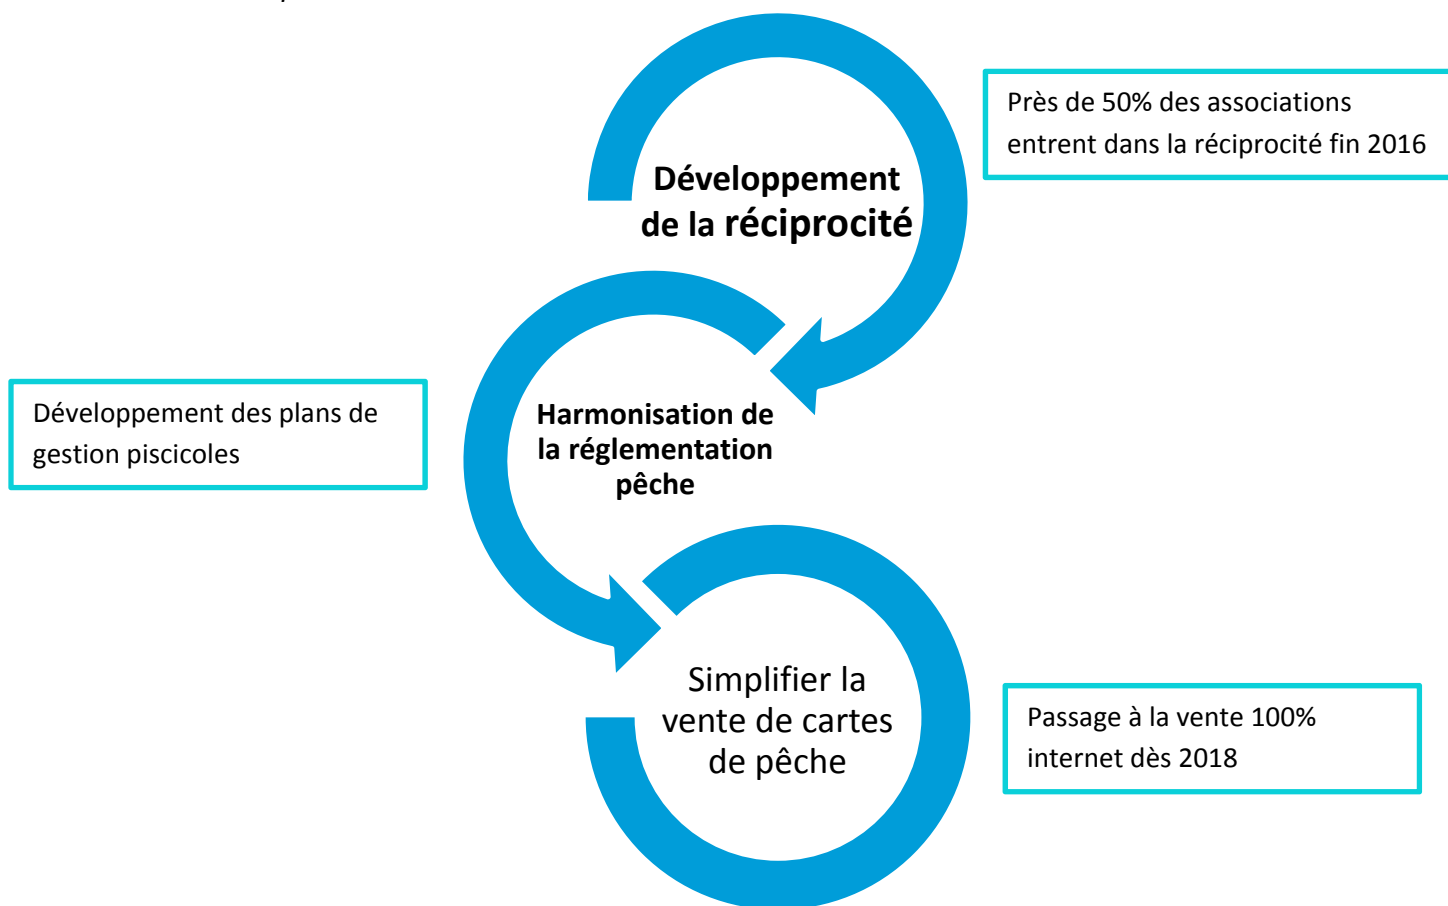 Près de 50% des associations
entrent dans la réciprocité fin 2016
Développement
de la réciprocité
Développement des plans de
gestion piscicoles
Harmonisation de
la réglementation
pêche
Simplifier la
vente de cartes
de pêche
Passage à la vente 100%
internet dès 2018